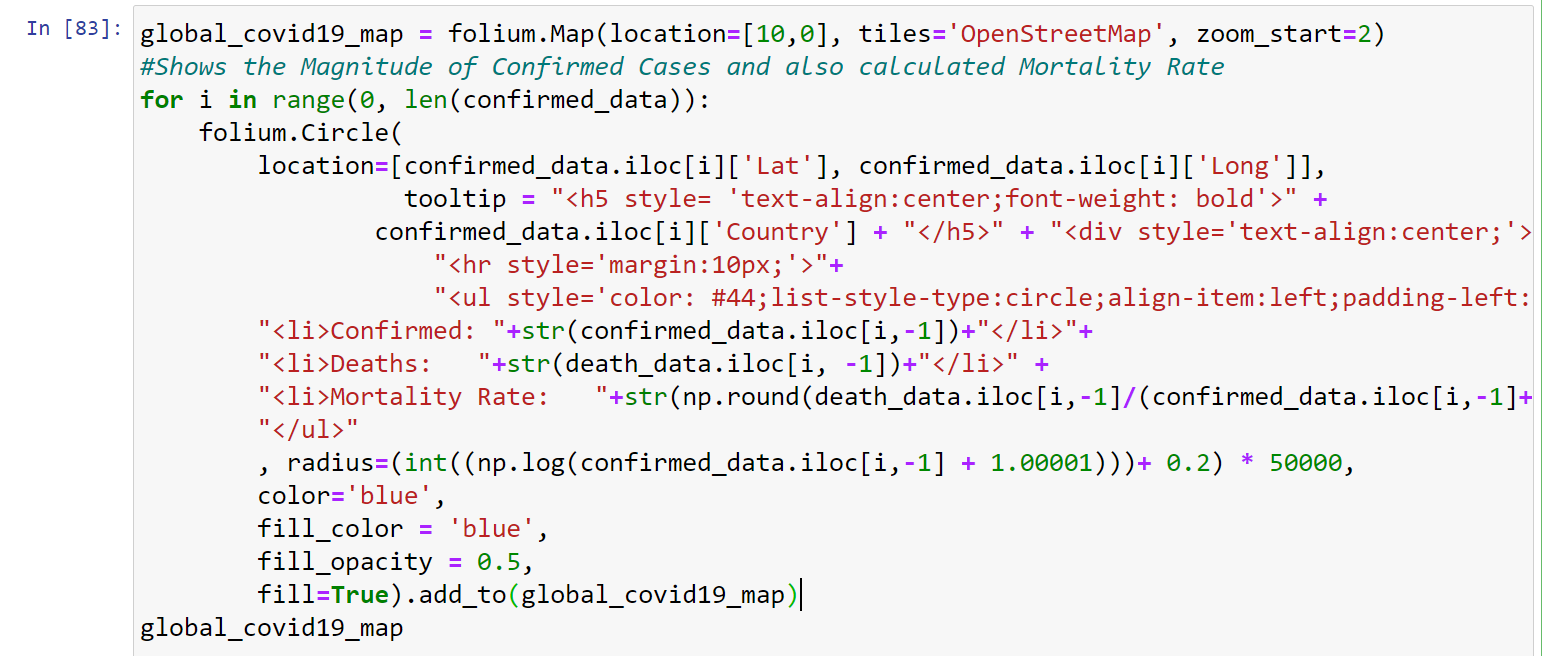 In [83]:
global_covid19_map = folium.Map(location=[10,0], tiles='OpenStreetMap', zoom_start=2)
#Shows the Magnitude of Confirmed Cases and also calculated Mortality Rate
for i in range(0, len(confirmed_data)):
    folium.Circle(
        location=[confirmed_data.iloc[i]['Lat'], confirmed_data.iloc[i]['Long']],
                  tooltip = "<h5 style= 'text-align:center;font-weight: bold'>" +
                confirmed_data.iloc[i]['Country'] + "</h5>" + "<div style='text-align:center;'>
                    "<hr style='margin:10px;'>"+
                    "<ul style='color: #44;list-style-type:circle;align-item:left;padding-left:
        "<li>Confirmed: "+str(confirmed_data.iloc[i,-1])+"</li>"+
        "<li>Deaths:   "+str(death_data.iloc[i, -1])+"</li>" +
        "<li>Mortality Rate:   "+str(np.round(death_data.iloc[i,-1]/(confirmed_data.iloc[i,-1]+
        "</ul>"
        , radius=(int((np.log(confirmed_data.iloc[i,-1] + 1.00001)))+ 0.2) * 50000,
        color='blue',
        fill_color = 'blue',
        fill_opacity = 0.5,
        fill=True).add_to(global_covid19_map)
global_covid19_map